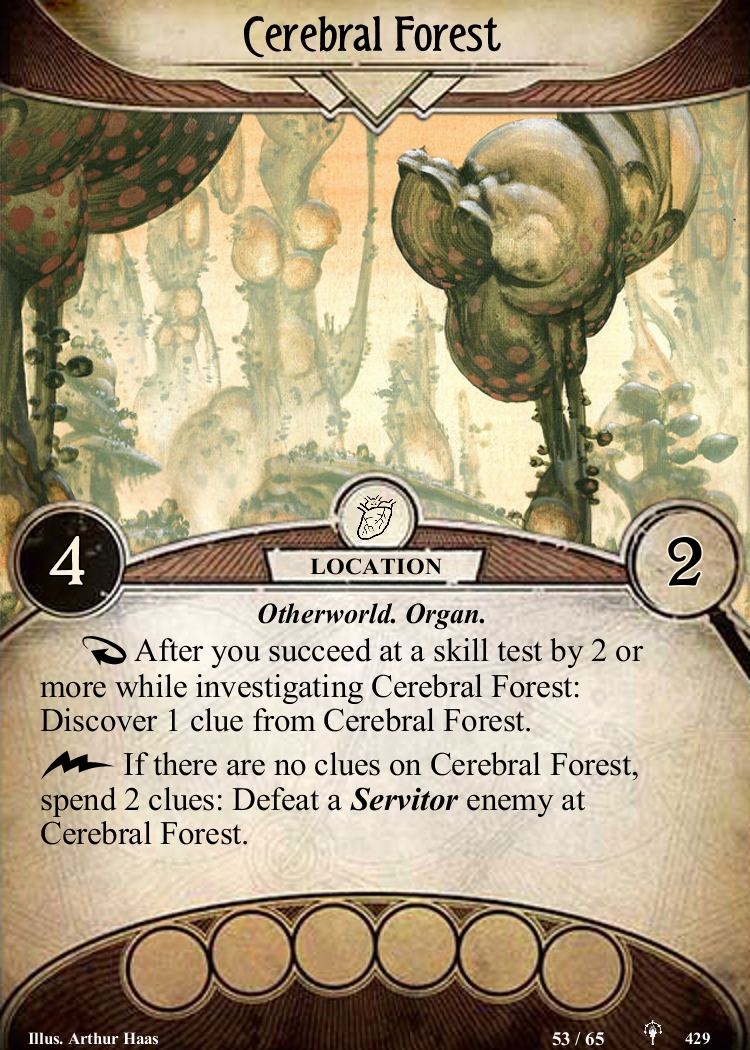 Cerebral Forest
4
LOCATION
2
Otherworld. Organ.
After you succeed at a skill test by 2 or
more while investigating Cerebral Forest:
Discover 1 clue from Cerebral Forest.
If there are no clues on Cerebral Forest,
spend 2 clues: Defeat a Servitor enemy at
Cerebral Forest.
Illus. Arthur Haas
53 / 65
429